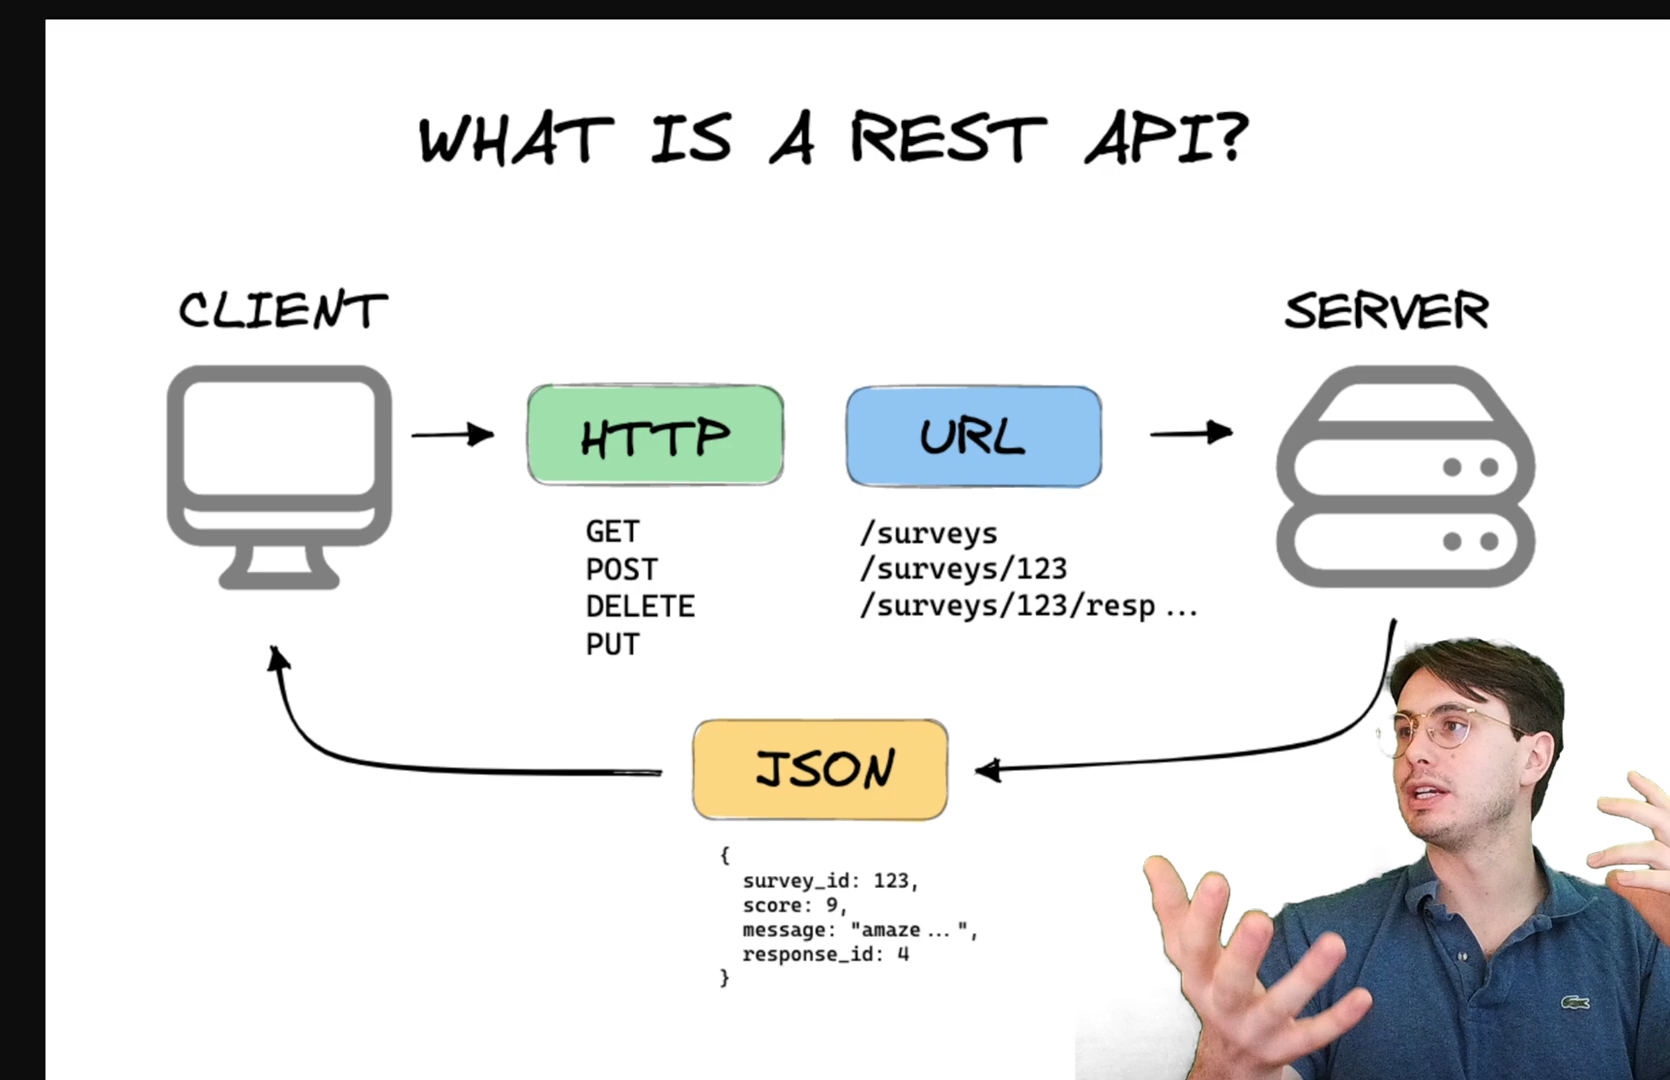 WHAT IS A REST API?
CLIENT
SERVER
HTTP
URL
GET
POST
DELETE
PUT
/surveys
/surveys/123
/surveys/123/resp ...
JSON
{
survey_id: 123,
score: 9,
message: "amaze ... ",
response_id: 4
}